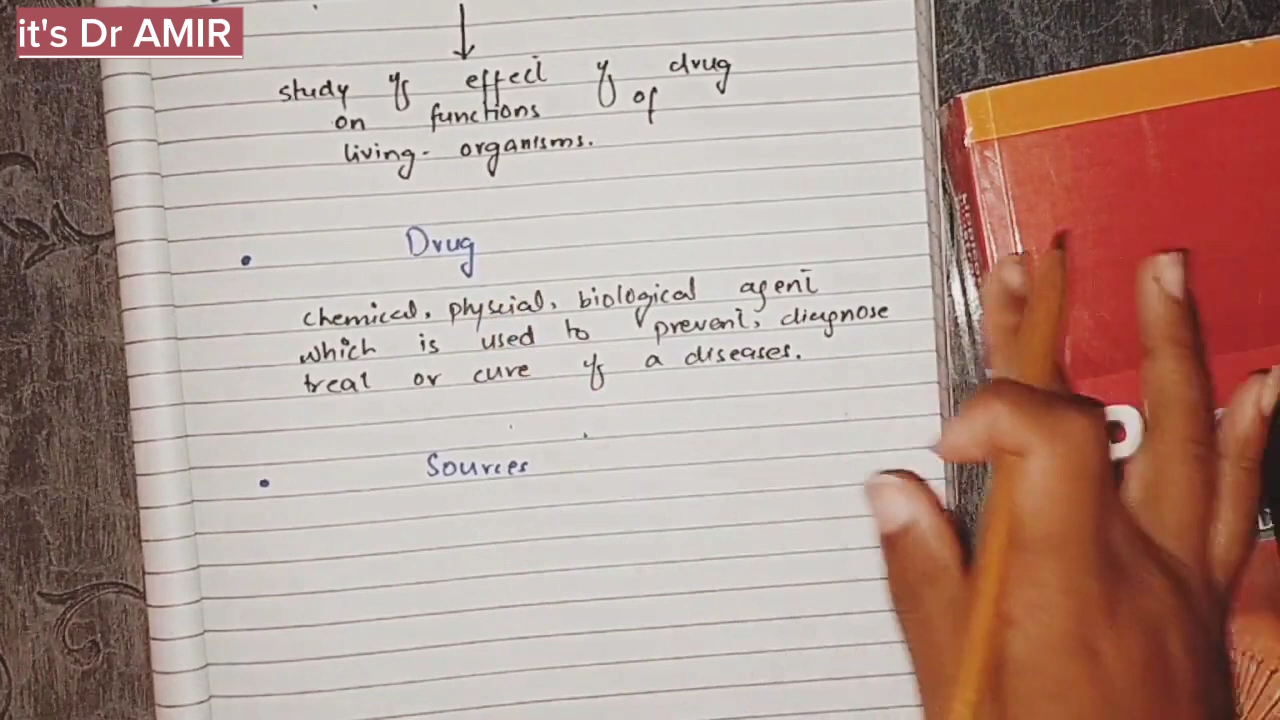 it's Dr AMIR
study of effect of drug
on functions of
living- organisms.
Drug
chemical, physcial, biological agent
which is used to prevent, diagnose
treat or cure of a diseases.
Sources